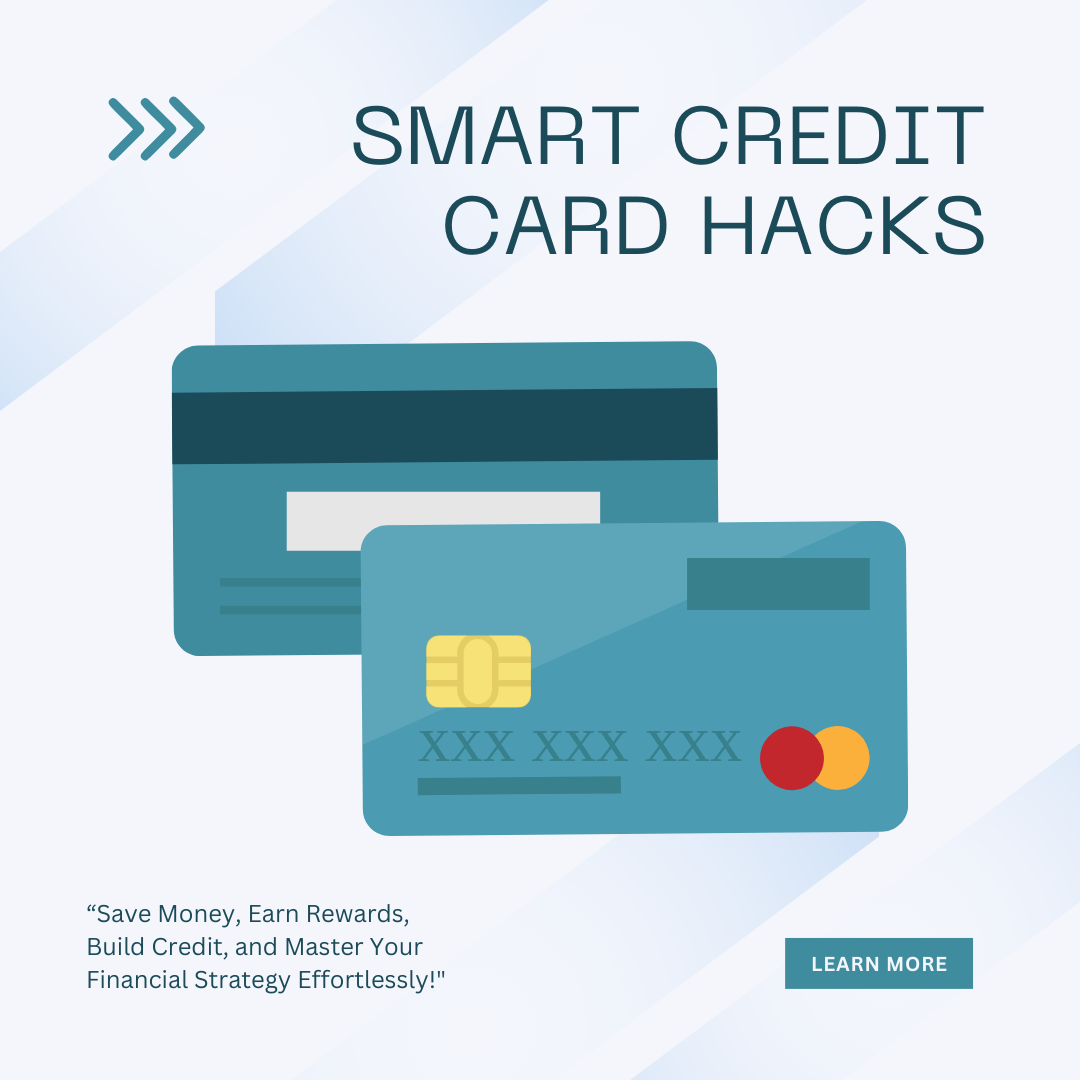 SMART CREDIT
CARD HACKS
XXX XXX XXX
“Save Money, Earn Rewards,
Build Credit, and Master Your
Financial Strategy Effortlessly!"
LEARN MORE